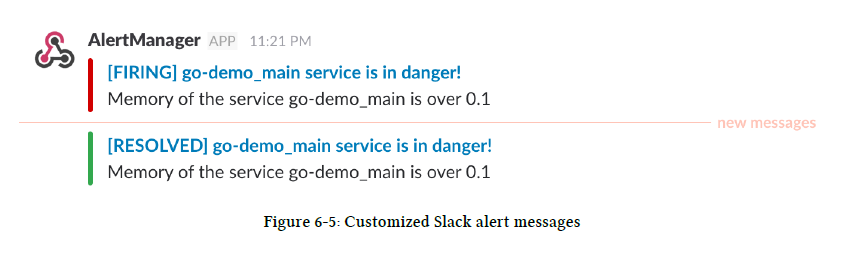 AlertManager APP 11:21 PM
[FIRING] go-demo_main service is in danger!
Memory of the service go-demo_main is over 0.1
new messages
[RESOLVED] go-demo_main service is in danger!
Memory of the service go-demo_main is over 0.1
Figure 6-5: Customized Slack alert messages